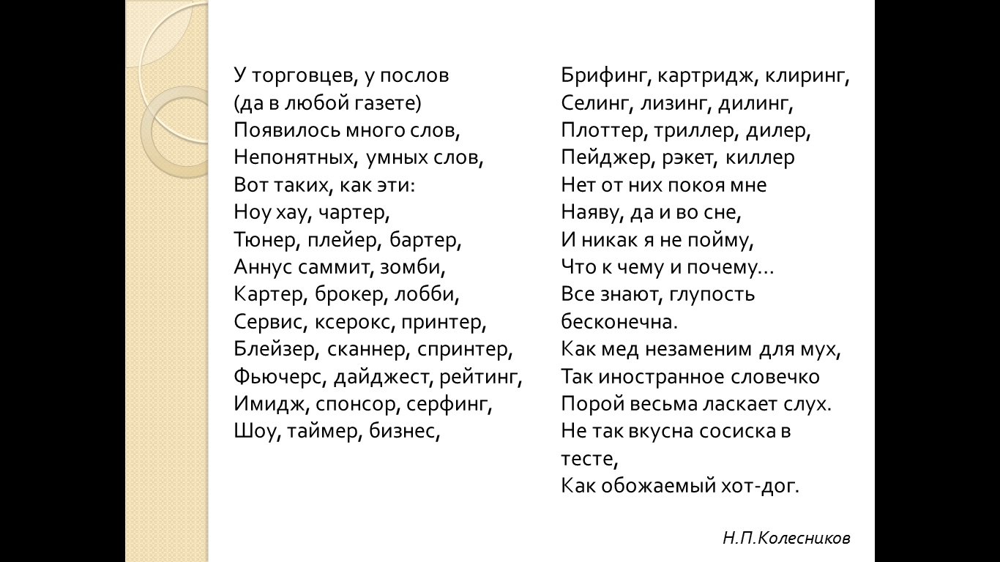 У торговцев, у послов
(да в любой газете)
Появилось много слов,
Непонятных, умных слов,
Вот таких, как эти:
Ноу хау, чартер,
Тюнер, плейер, бартер,
Аннус саммит, зомби,
Картер, брокер, лобби,
Сервис, ксерокс, принтер,
Блейзер, сканнер, спринтер,
Фьючерс, дайджест, рейтинг,
Имидж, спонсор, серфинг,
Шоу, таймер, бизнес,
Брифинг, картридж, клиринг,
Селинг, лизинг, дилинг,
Плоттер, триллер, дилер,
Пейджер, рэкет, киллер
Нет от них покоя мне
Наяву, да и во сне,
И никак я не пойму,
Что к чему и почему…
Все знают, глупость
бесконечна.
Как мед незаменим для мух,
Так иностранное словечко
Порой весьма ласкает слух.
Не так вкусна сосиска в
тесте,
Как обожаемый хот-дог.
Н.П.Колесников